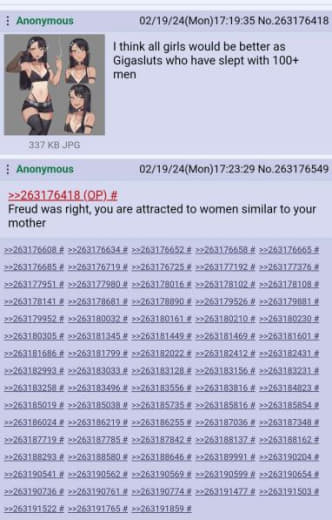 Anonymous 02/19/24(Mon)17:19:35 No.263176418
I think all girls would be better as
Gigasluts who have slept with 100+
men
337 KB JPG
Anonymous 02/19/24(Mon)17:23:29 No.263176549
>>263176418 (OP) #
Freud was right, you are attracted to women similar to your
mother
>>263176608 # >>263176634 # >>263176652 # >>263176658 # >>263176665 #
>>263176685 # >>263176719 # >>263176725 # >>263177192 # >>263177376 #
>>263177951 # >>263177980 # >>263178016 # >>263178102 # >>263178108 #
>>263178141 # >>263178681 # >>263178890 # >>263179526 # >>263179881 #
>>263179952 # >>263180032 # >>263180161 # >>263180210 # >>263180230 #
>>263180305 # >>263181345 # >>263181449 # >>263181469 # >>263181601 #
>>263181686 # >>263181799 # >>263182022 # >>263182412 # >>263182431 #
>>263182993 # >>263183033 # >>263183128 # >>263183156 # >>263183231 #
>>263183258 # >>263183496 # >>263183556 # >>263183816 # >>263184823 #
>>263185019 # >>263185038 # >>263185735 # >>263185816 # >>263185854 #
>>263186024 # >>263186219 # >>263186255 # >>263187036 # >>263187348 #
>>263187719 # >>263187785 # >>263187842 # >>263188137 # >>263188162 #
>>263188293 # >>263188580 # >>263188646 # >>263189991 # >>263190204 #
>>263190541 # >>263190562 # >>263190569 # >>263190599 # >>263190654 #
>>263190736 # >>263190761 # >>263190774 # >>263191477 # >>263191503 #
>>263191522 # >>263191765 # >>263191859 #